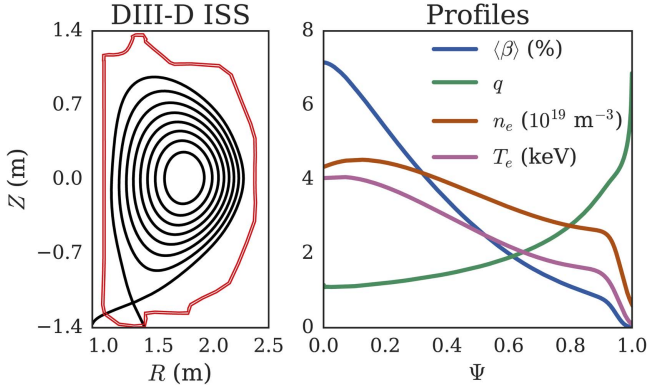 DIII-D ISS
1.4
0.7
0.0
−0.7
−1.4
Z (m)
1.0 1.5 2.0 2.5
R (m)
Profiles
8
6
4
2
0
⟨β⟩ (%)
q
nₑ (10¹⁹ m⁻³)
Tₑ (keV)
0.0 0.2 0.4 0.6 0.8 1.0
Ψ